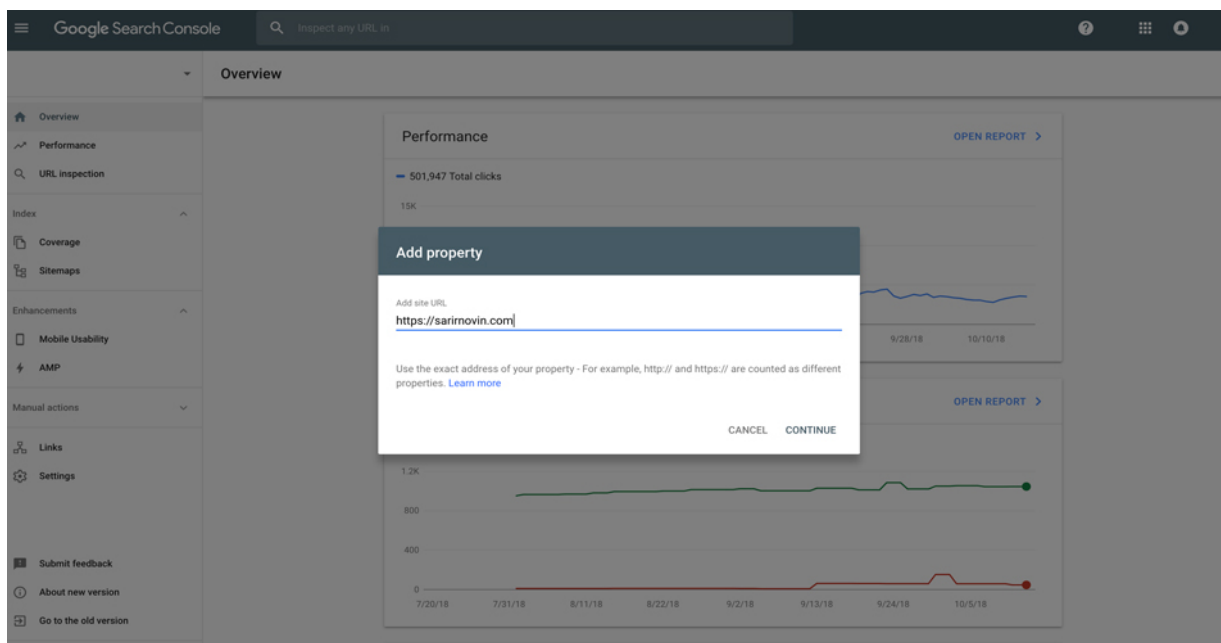 Google Search Console
Inspect any URL in
Overview
Overview
Performance
URL inspection
Index
Coverage
Sitemaps
Enhancements
Mobile Usability
AMP
Manual actions
Links
Settings
Submit feedback
About new version
Go to the old version
Performance
OPEN REPORT
501,947 Total clicks
15K
9/28/18 10/10/18
Add property
Add site URL
https://sarirnovin.com
Use the exact address of your property - For example, http:// and https:// are counted as different
properties. Learn more
CANCEL CONTINUE
OPEN REPORT
1.2K
800
400
0
7/20/18 7/31/18 8/11/18 8/22/18 9/2/18 9/13/18 9/24/18 10/5/18